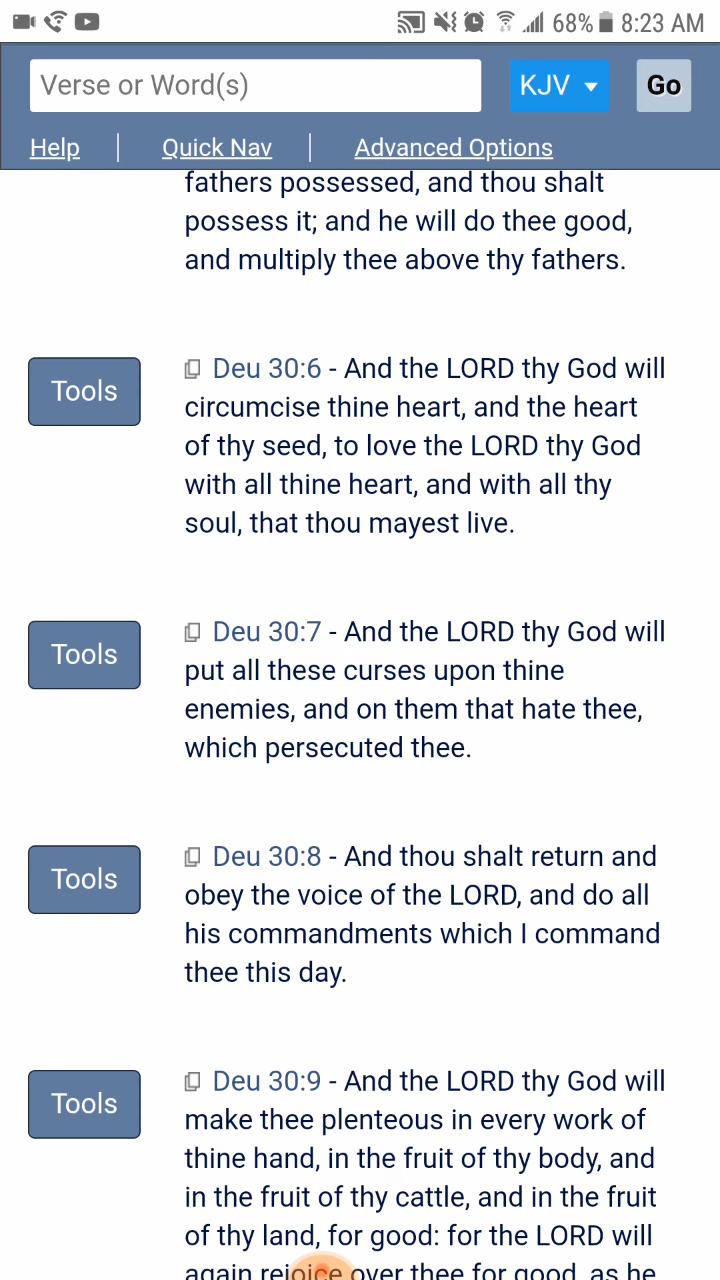 68% 8:23 AM
Verse or Word(s) KJV Go
Help Quick Nav Advanced Options
fathers possessed, and thou shalt
possess it; and he will do thee good,
and multiply thee above thy fathers.
Tools Deu 30:6 - And the LORD thy God will
circumcise thine heart, and the heart
of thy seed, to love the LORD thy God
with all thine heart, and with all thy
soul, that thou mayest live.
Tools Deu 30:7 - And the LORD thy God will
put all these curses upon thine
enemies, and on them that hate thee,
which persecuted thee.
Tools Deu 30:8 - And thou shalt return and
obey the voice of the LORD, and do all
his commandments which I command
thee this day.
Tools Deu 30:9 - And the LORD thy God will
make thee plenteous in every work of
thine hand, in the fruit of thy body, and
in the fruit of thy cattle, and in the fruit
of thy land, for good: for the LORD will
again rejoice over thee for good, as he